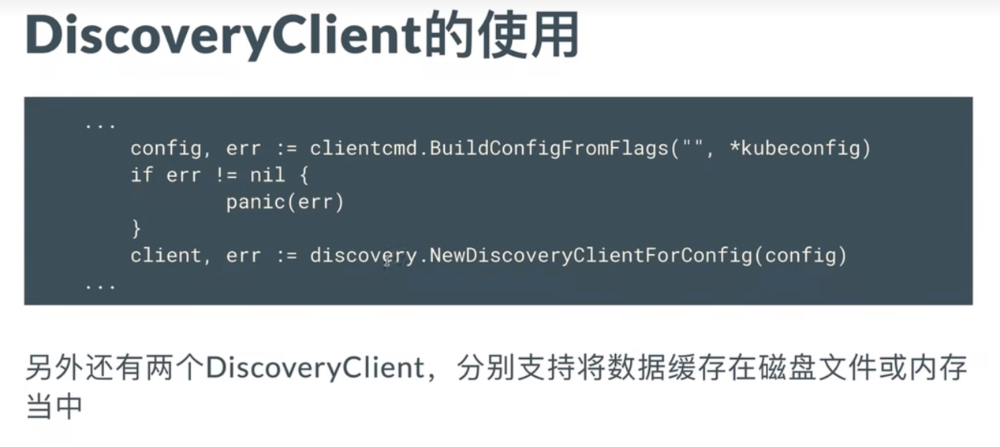 DiscoveryClient的使用
...
config, err := clientcmd.BuildConfigFromFlags("", *kubeconfig)
if err != nil {
panic(err)
}
client, err := discovery.NewDiscoveryClientForConfig(config)
...
另外还有两个DiscoveryClient，分别支持将数据缓存在磁盘文件或内存
当中